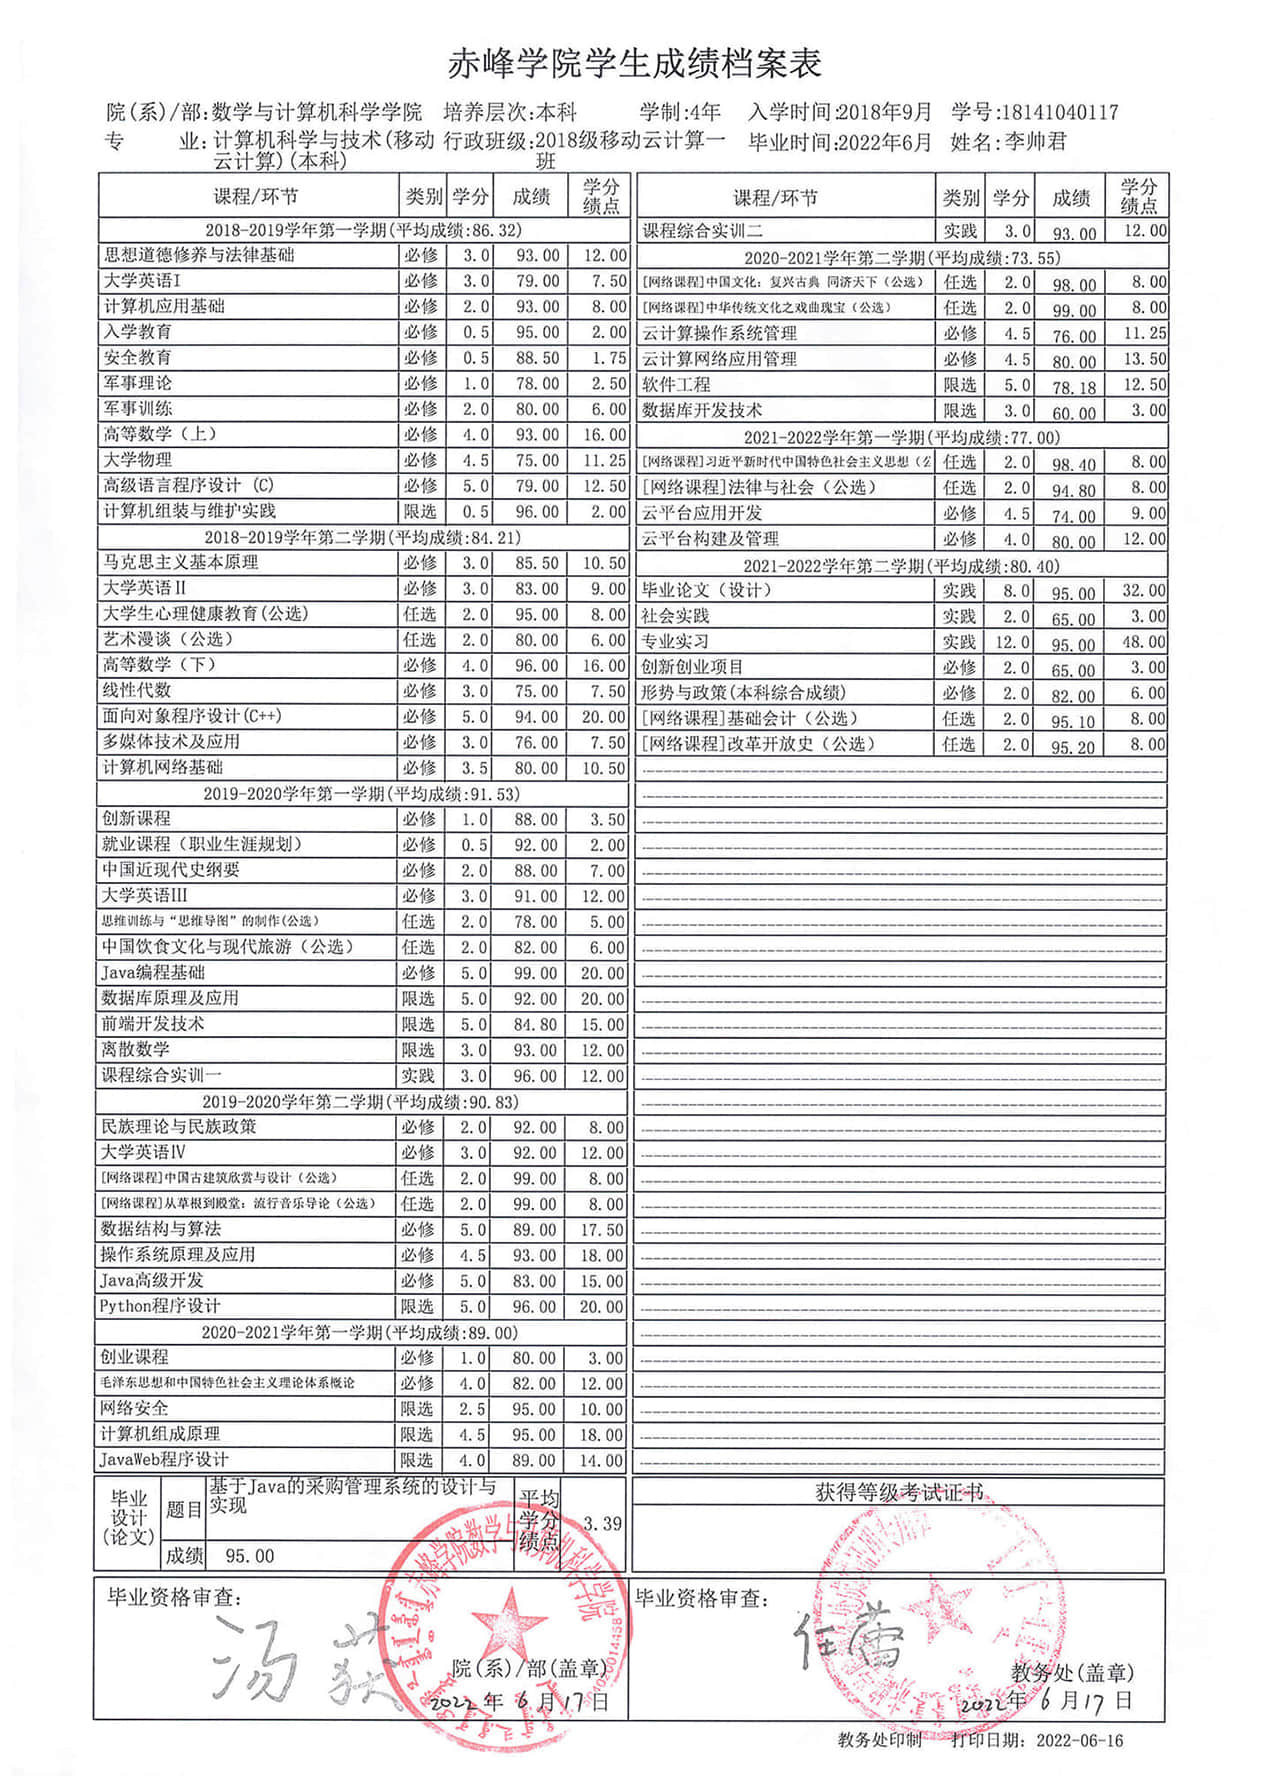 赤峰学院学生成绩档案表
院(系)/部:数学与计算机科学学院 培养层次:本科 学制:4年 入学时间:2018年9月 学号:18141040117
专 业:计算机科学与技术(移动云计算)(本科) 行政班级:2018级移动云计算一班 毕业时间:2022年6月 姓名:李帅君
课程/环节 类别 学分 成绩 学分绩点
2018-2019学年第一学期(平均成绩:86.32)
思想道德修养与法律基础 必修 3.0 93.00 12.00
大学英语I 必修 3.0 79.00 7.50
计算机应用基础 必修 2.0 93.00 8.00
入学教育 必修 0.5 95.00 2.00
安全教育 必修 0.5 88.50 1.75
军事理论 必修 1.0 78.00 2.50
军事训练 必修 2.0 80.00 6.00
高等数学（上） 必修 4.0 93.00 16.00
大学物理 必修 4.5 75.00 11.25
高级语言程序设计 (C) 必修 5.0 79.00 12.50
计算机组装与维护实践 限选 0.5 96.00 2.00
2018-2019学年第二学期(平均成绩:84.21)
马克思主义基本原理 必修 3.0 85.50 10.50
大学英语Ⅱ 必修 3.0 83.00 9.00
大学生心理健康教育(公选) 任选 2.0 95.00 8.00
艺术漫谈（公选） 任选 2.0 80.00 6.00
高等数学（下） 必修 4.0 96.00 16.00
线性代数 必修 3.0 75.00 7.50
面向对象程序设计(C++) 必修 5.0 94.00 20.00
多媒体技术及应用 必修 3.0 76.00 7.50
计算机网络基础 必修 3.5 80.00 10.50
2019-2020学年第一学期(平均成绩:91.53)
创新课程 必修 1.0 88.00 3.50
就业课程（职业生涯规划） 必修 0.5 92.00 2.00
中国近现代史纲要 必修 2.0 88.00 7.00
大学英语III 必修 3.0 91.00 12.00
思维训练与“思维导图”的制作(公选) 任选 2.0 78.00 5.00
中国饮食文化与现代旅游（公选） 任选 2.0 82.00 6.00
Java编程基础 必修 5.0 99.00 20.00
数据库原理及应用 限选 5.0 92.00 20.00
前端开发技术 限选 5.0 84.80 15.00
离散数学 限选 3.0 93.00 12.00
课程综合实训一 实践 3.0 96.00 12.00
2019-2020学年第二学期(平均成绩:90.83)
民族理论与民族政策 必修 2.0 92.00 8.00
大学英语IV 必修 3.0 92.00 12.00
[网络课程]中国古建筑欣赏与设计（公选） 任选 2.0 99.00 8.00
[网络课程]从草根到殿堂：流行音乐导论（公选） 任选 2.0 99.00 8.00
数据结构与算法 必修 5.0 89.00 17.50
操作系统原理及应用 必修 4.5 93.00 18.00
Java高级开发 必修 5.0 83.00 15.00
Python程序设计 限选 5.0 96.00 20.00
2020-2021学年第一学期(平均成绩:89.00)
创业课程 必修 1.0 80.00 3.00
毛泽东思想和中国特色社会主义理论体系概论 必修 4.0 82.00 12.00
网络安全 限选 2.5 95.00 10.00
计算机组成原理 限选 4.5 95.00 18.00
JavaWeb程序设计 限选 4.0 89.00 14.00
课程/环节 类别 学分 成绩 学分绩点
课程综合实训二 实践 3.0 93.00 12.00
2020-2021学年第二学期(平均成绩:73.55)
[网络课程]中国文化：复兴古典 同济天下（公选） 任选 2.0 98.00 8.00
[网络课程]中华传统文化之戏曲瑰宝（公选） 任选 2.0 99.00 8.00
云计算操作系统管理 必修 4.5 76.00 11.25
云计算网络应用管理 必修 4.5 80.00 13.50
软件工程 限选 5.0 78.18 12.50
数据库开发技术 限选 3.0 60.00 3.00
2021-2022学年第一学期(平均成绩:77.00)
[网络课程]习近平新时代中国特色社会主义思想（公 任选 2.0 98.40 8.00
[网络课程]法律与社会（公选） 任选 2.0 94.80 8.00
云平台应用开发 必修 4.5 74.00 9.00
云平台构建及管理 必修 4.0 80.00 12.00
2021-2022学年第二学期(平均成绩:80.40)
毕业论文（设计） 实践 8.0 95.00 32.00
社会实践 实践 2.0 65.00 3.00
专业实习 实践 12.0 95.00 48.00
创新创业项目 必修 2.0 65.00 3.00
形势与政策(本科综合成绩) 必修 2.0 82.00 6.00
[网络课程]基础会计（公选） 任选 2.0 95.10 8.00
[网络课程]改革开放史（公选） 任选 2.0 95.20 8.00
毕业设计(论文) 题目 基于Java的采购管理系统的设计与实现 平均学分绩点 3.39
成绩 95.00
获得等级考试证书
毕业资格审查:
汤荻
赤峰学院数学与计算机科学学院
院(系)/部(盖章)
2022年6月17日
毕业资格审查:
任蕾
教务处(盖章)
2022年6月17日
教务处印制 打印日期: 2022-06-16